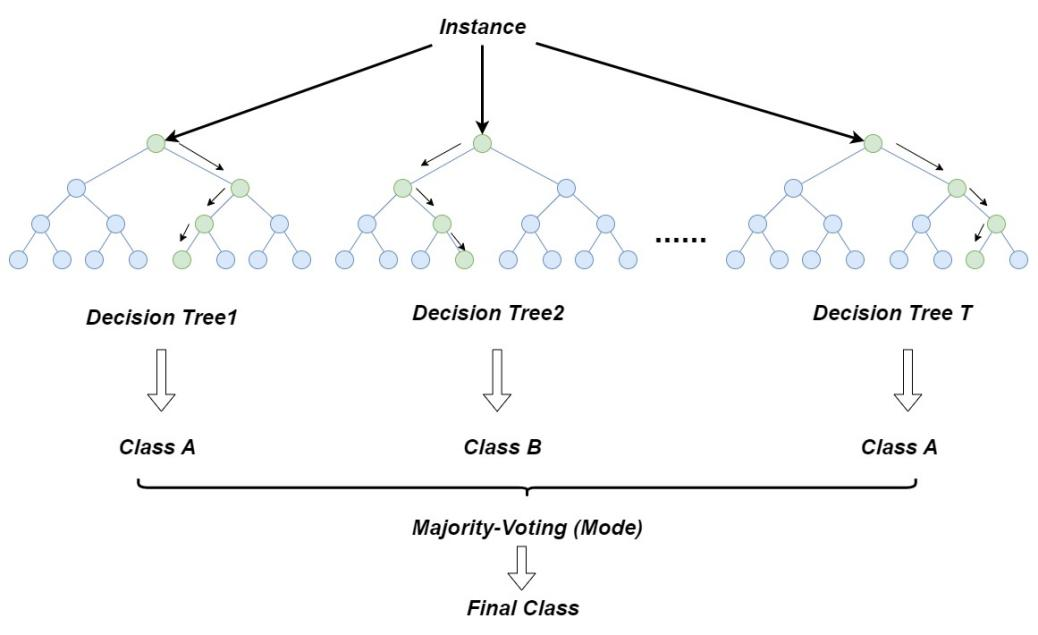 Instance
......
Decision Tree1
Decision Tree2
Decision Tree T
Class A
Class B
Class A
Majority-Voting (Mode)
Final Class